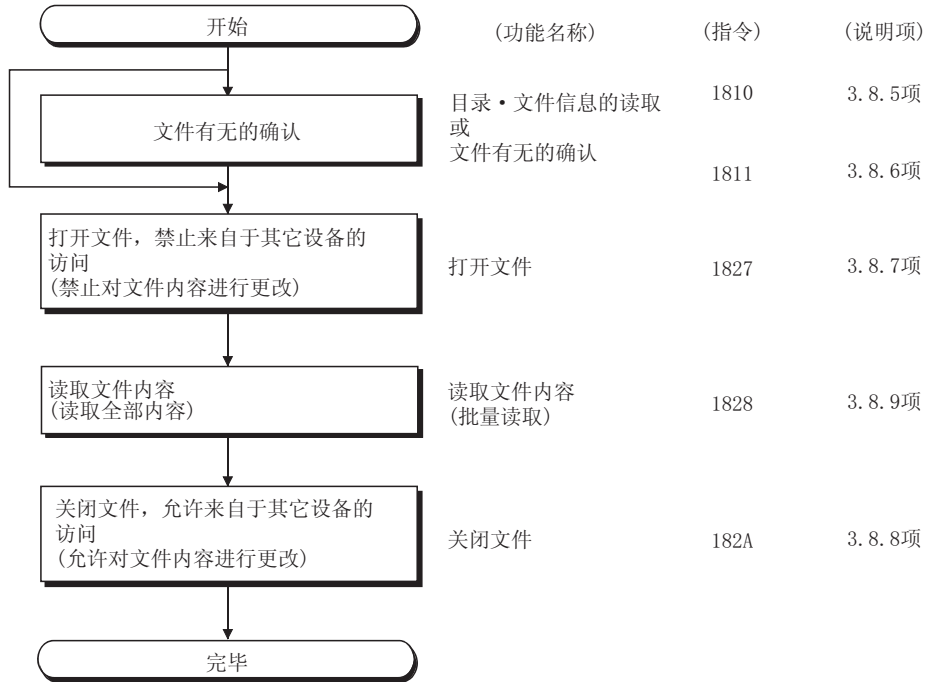 开始
(功能名称) (指令) (说明项)
文件有无的确认
目录·文件信息的读取 1810 3.8.5项
或
文件有无的确认
1811 3.8.6项
打开文件，禁止来自于其它设备的
访问
(禁止对文件内容进行更改)
打开文件 1827 3.8.7项
读取文件内容
(读取全部内容)
读取文件内容
(批量读取) 1828 3.8.9项
关闭文件，允许来自于其它设备的
访问
(允许对文件内容进行更改)
关闭文件 182A 3.8.8项
完毕